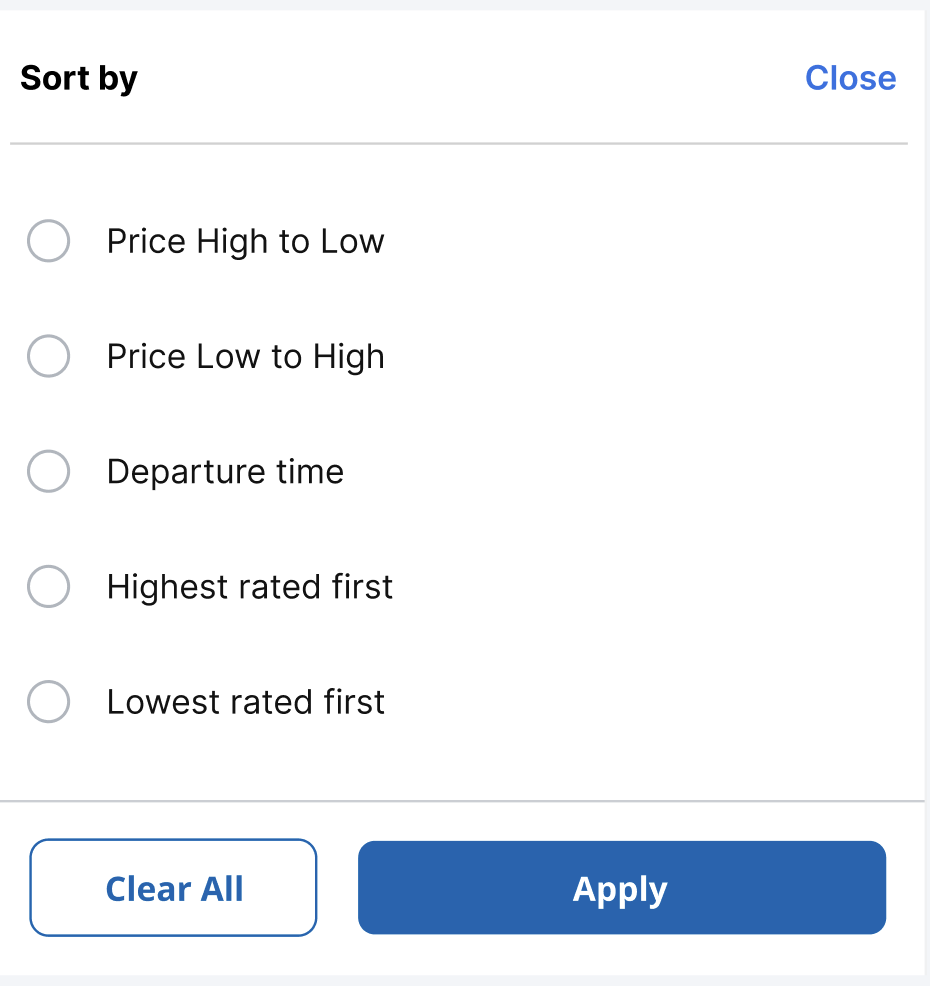 Sort by
Close
Price High to Low
Price Low to High
Departure time
Highest rated first
Lowest rated first
Clear All
Apply